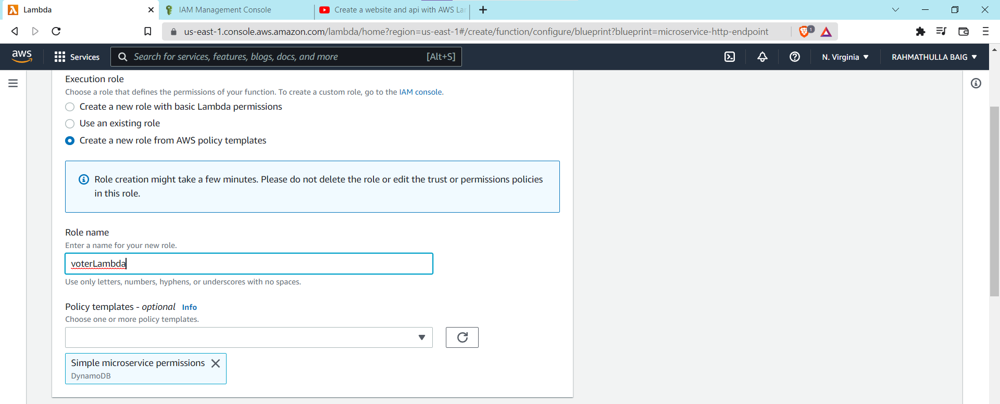 Lambda
IAM Management Console
Create a website and api with AWS La
us-east-1.console.aws.amazon.com/lambda/home?region=us-east-1#/create/function/configure/blueprint?blueprint=microservice-http-endpoint
1
aws
Services
Search for services, features, blogs, docs, and more
[Alt+S]
N. Virginia
RAHMATHULLA BAIG
Execution role
Choose a role that defines the permissions of your function. To create a custom role, go to the IAM console.
Create a new role with basic Lambda permissions
Use an existing role
Create a new role from AWS policy templates
Role creation might take a few minutes. Please do not delete the role or edit the trust or permissions policies
in this role.
Role name
Enter a name for your new role.
voterLambda
Use only letters, numbers, hyphens, or underscores with no spaces.
Policy templates - optional Info
Choose one or more policy templates.
Simple microservice permissions
DynamoDB